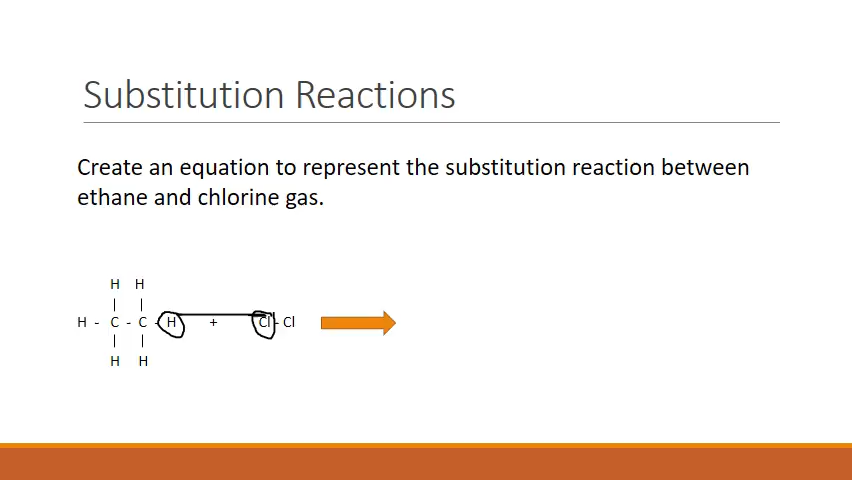 Substitution Reactions
Create an equation to represent the substitution reaction between
ethane and chlorine gas.
H H
| |
H - C - C - H + Cl - Cl
| |
H H